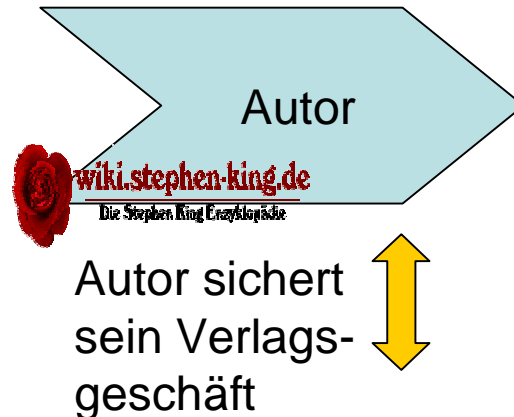 Autor
wiki.stephen-king.de
Die Stephen King Enzyklopädie
Autor sichert
sein Verlags-
geschäft